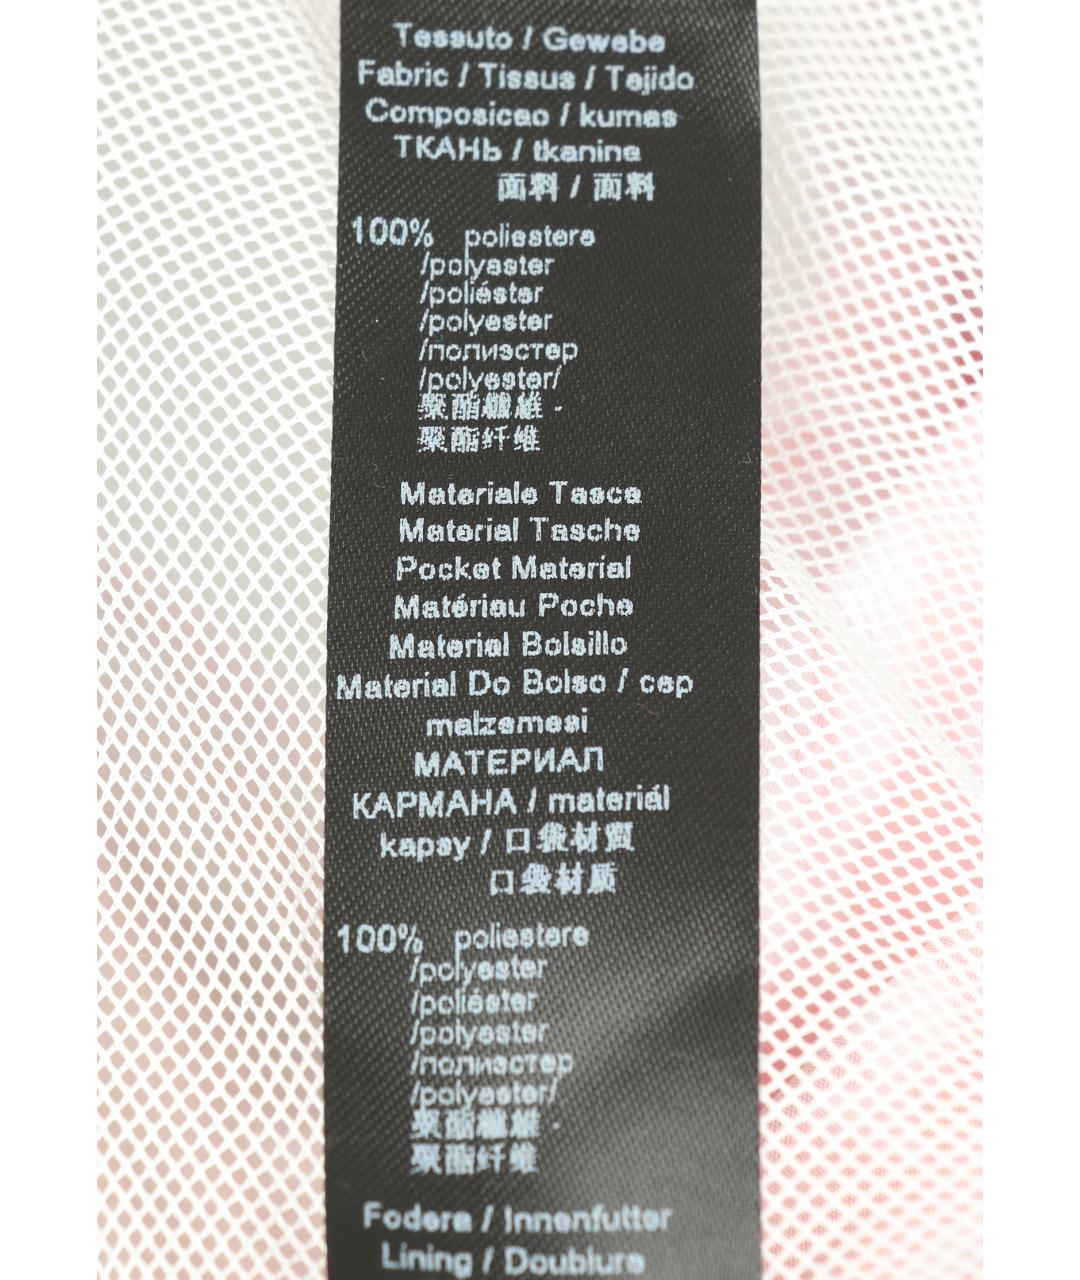 Tessuto / Gewebe
Fabric / Tissus / Tejido
Composicao / kumas
ТКАНЬ / tkanine
面料 / 面料
100% poliestere
/polyester
/poliéster
/polyester
/полиэстер
/polyester/
聚酯纖維 ·
聚酯纤维
Materiale Tasca
Material Tasche
Pocket Material
Matériau Poche
Material Bolsillo
Material Do Bolso / cep
malzemesi
МАТЕРИАЛ
КАРМАНА / materiál
kapsy / 口袋材質
口袋材质
100% poliestere
/polyester
/poliéster
/polyester
/полиэстер
/polyester/
聚酯纖維 ·
聚酯纤维
Fodera / Innenfutter
Lining / Doublure